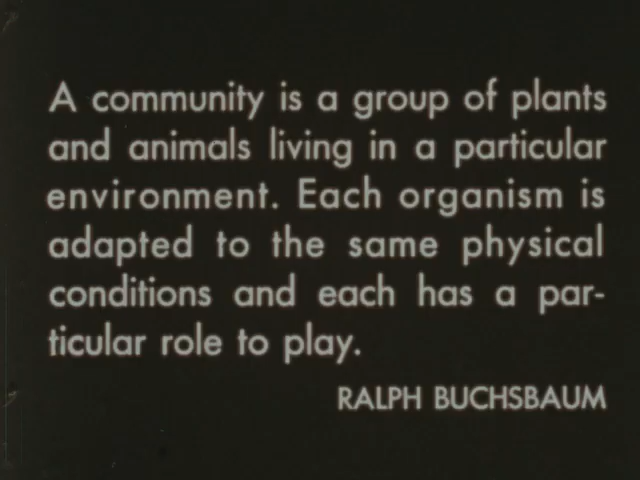 A community is a group of plants
and animals living in a particular
environment. Each organism is
adapted to the same physical
conditions and each has a par-
ticular role to play.
RALPH BUCHSBAUM